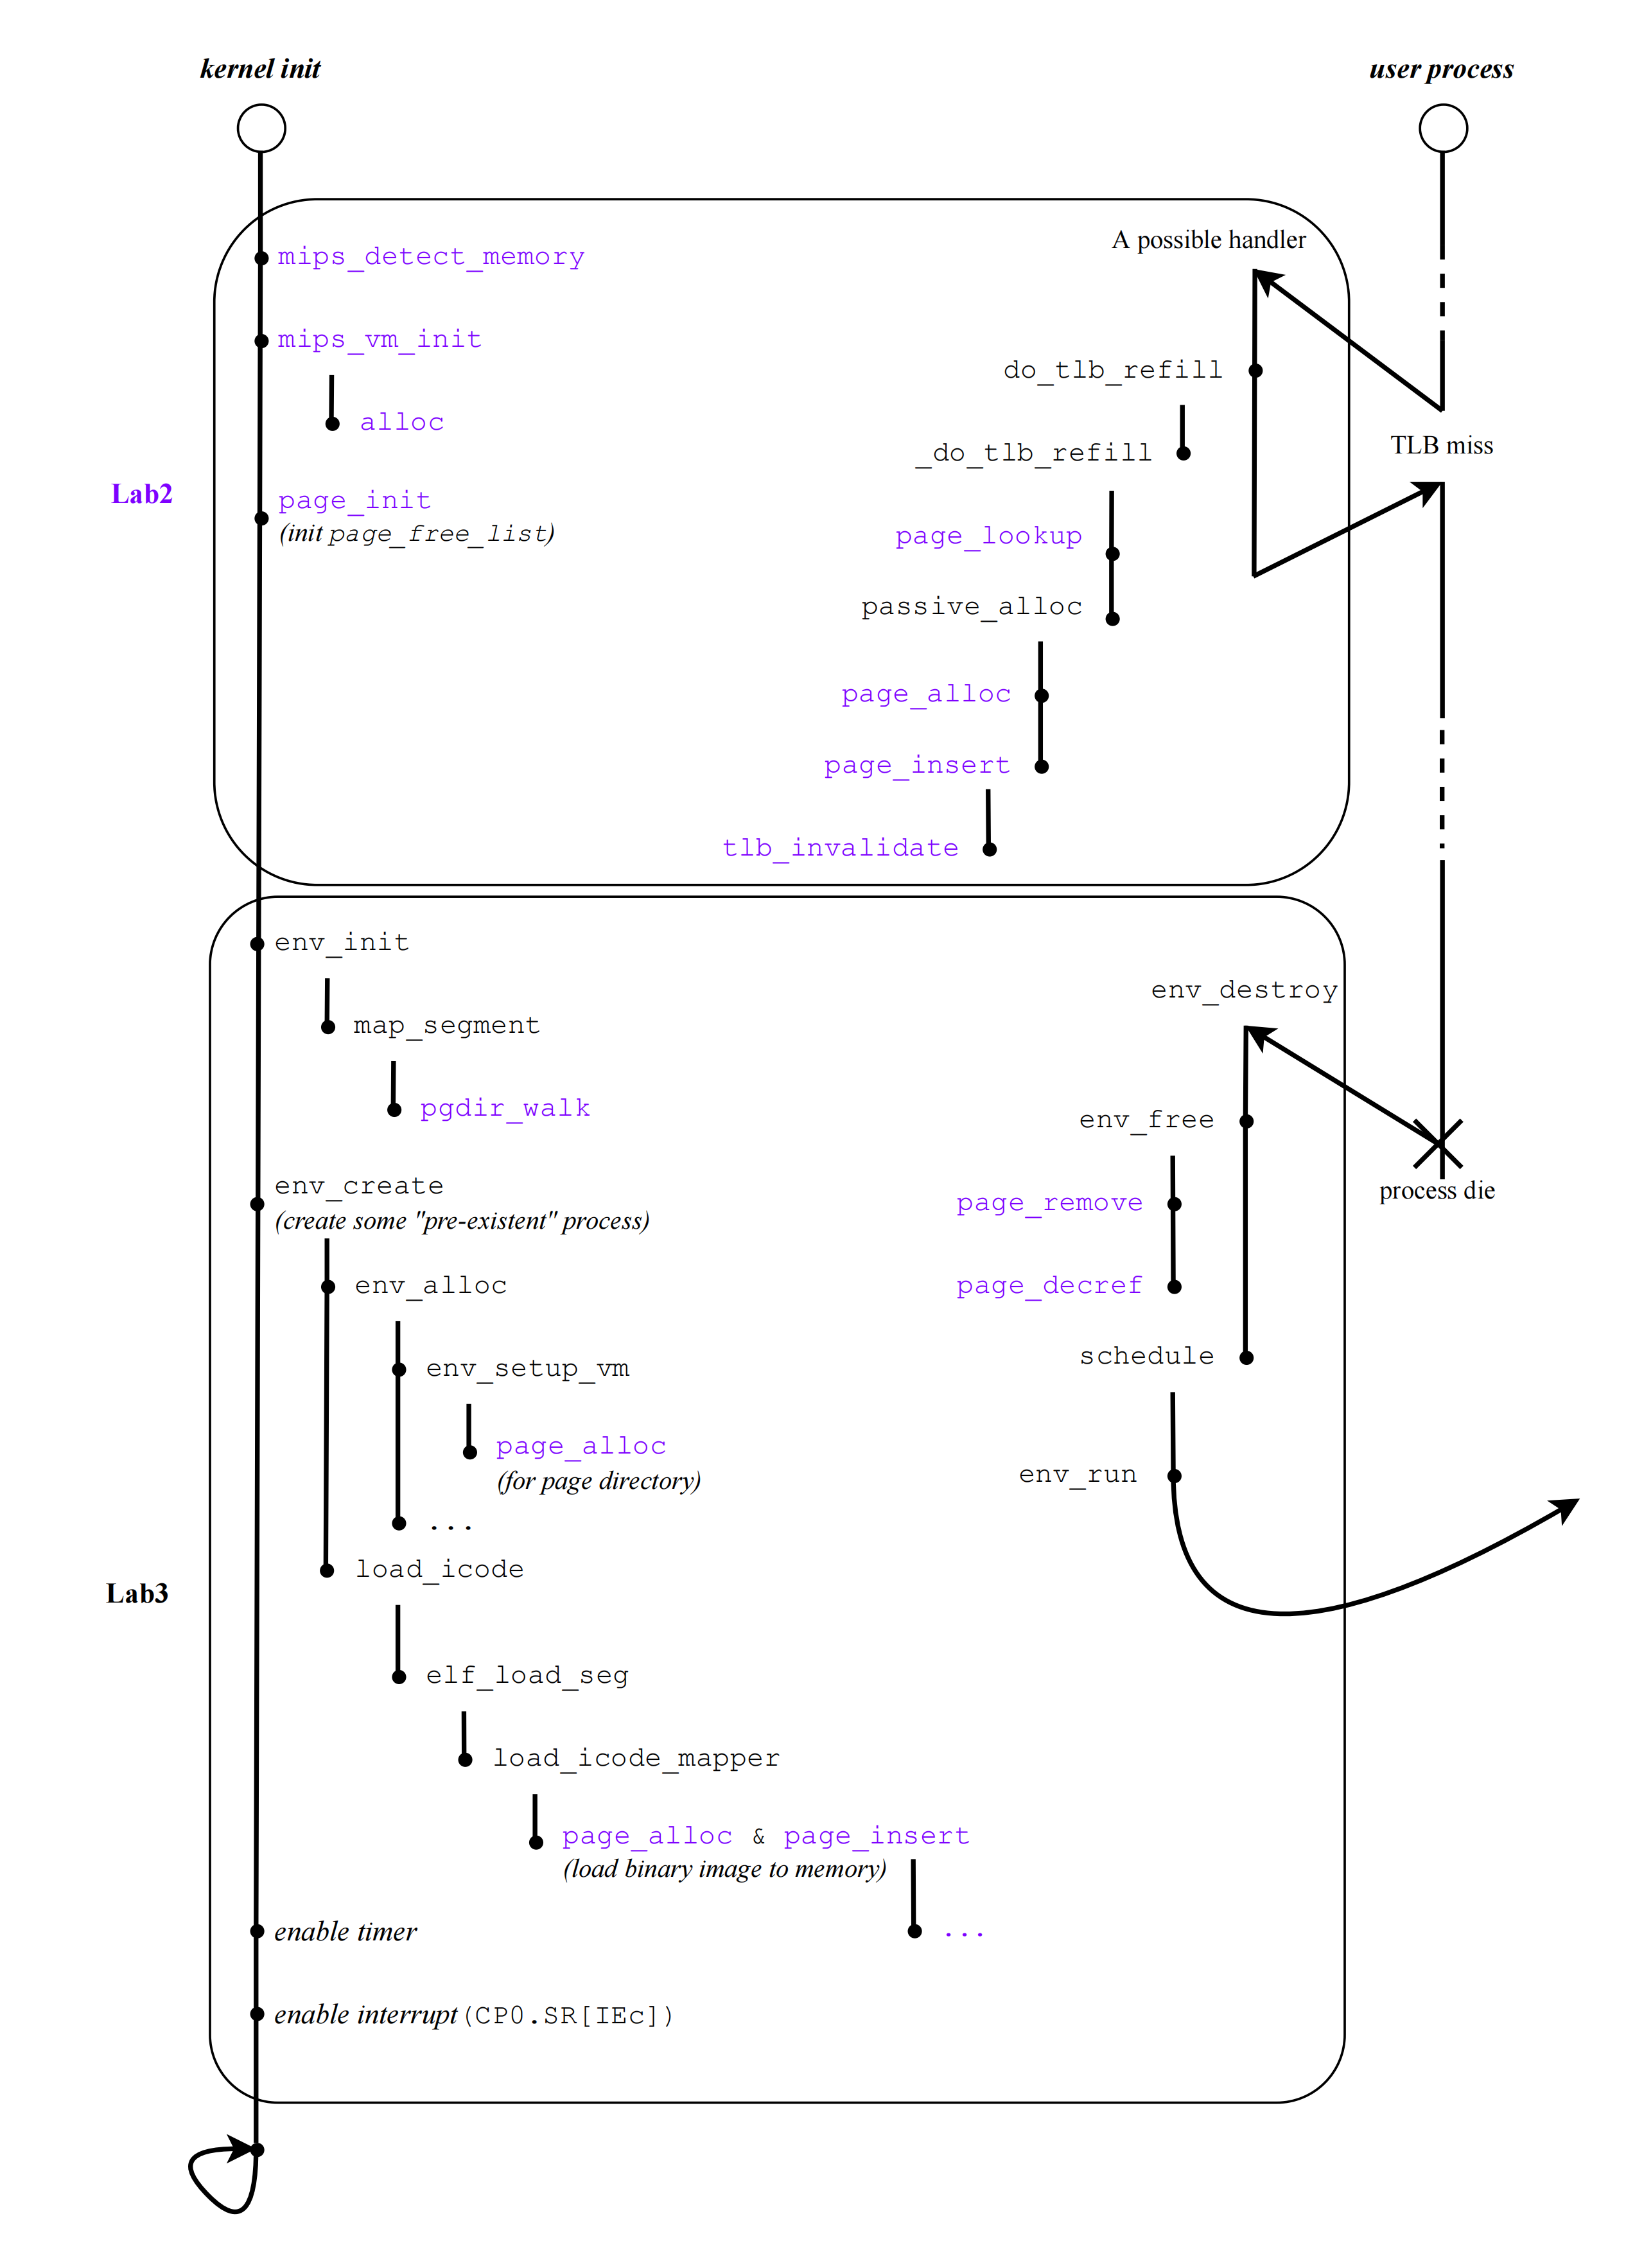 kernel init
user process
Lab2
mips_detect_memory
mips_vm_init
alloc
page_init
(init page_free_list)
A possible handler
do_tlb_refill
_do_tlb_refill
page_lookup
passive_alloc
page_alloc
page_insert
tlb_invalidate
TLB miss
Lab3
env_init
map_segment
pgdir_walk
env_create
(create some "pre-existent" process)
env_alloc
env_setup_vm
page_alloc
(for page directory)
...
load_icode
elf_load_seg
load_icode_mapper
page_alloc & page_insert
(load binary image to memory)
...
enable timer
enable interrupt(CP0.SR[IEc])
env_destroy
env_free
page_remove
page_decref
schedule
env_run
process die